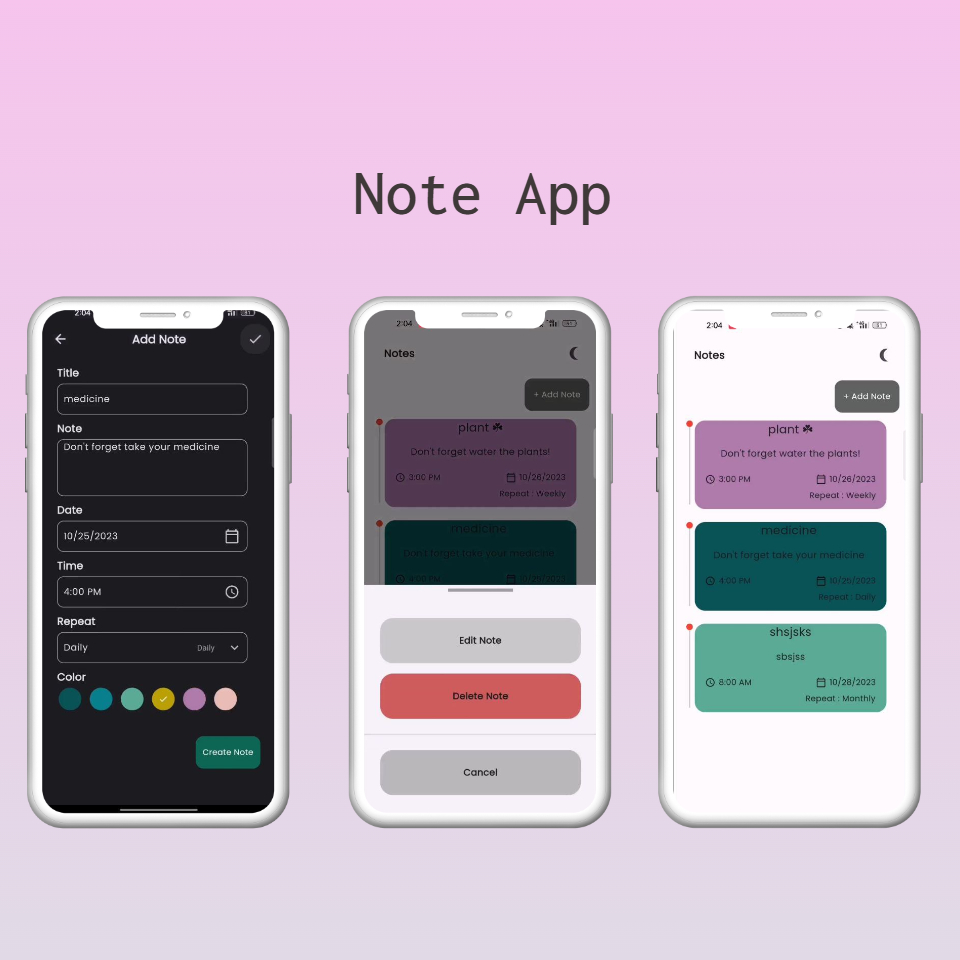 Note App
2:04
Add Note
Title
medicine
Note
Don't forget take your medicine
Date
10/25/2023
Time
4:00 PM
Repeat
Daily Daily
Color
Create Note
2:04
Notes
+ Add Note
plant ☘
Don't forget water the plants!
3:00 PM 10/26/2023
Repeat : Weekly
medicine
Don't forget take your medicine
4:00 PM 10/25/2023
Edit Note
Delete Note
Cancel
2:04
Notes
+ Add Note
plant ☘
Don't forget water the plants!
3:00 PM 10/26/2023
Repeat : Weekly
medicine
Don't forget take your medicine
4:00 PM 10/25/2023
Repeat : Daily
shsjsks
sbsjss
8:00 AM 10/28/2023
Repeat : Monthly